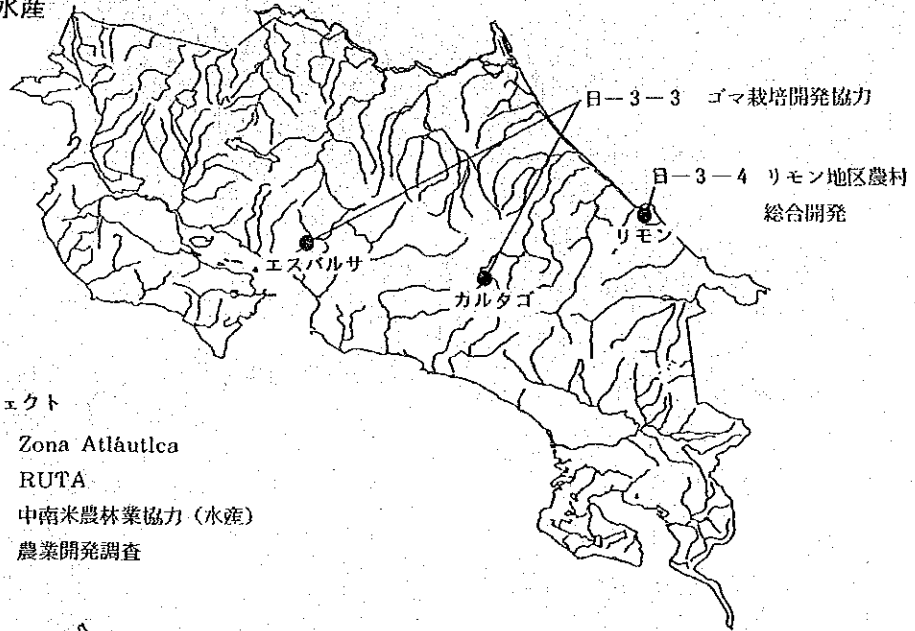 水産
日-3-3 ゴマ栽培開発協力
日-3-4 リモン地区農村
総合開発
リモン
エスパルサ
カルタゴ
ェクト
Zona Atláutlca
RUTA
中南米農林業協力（水産）
農業開発調査